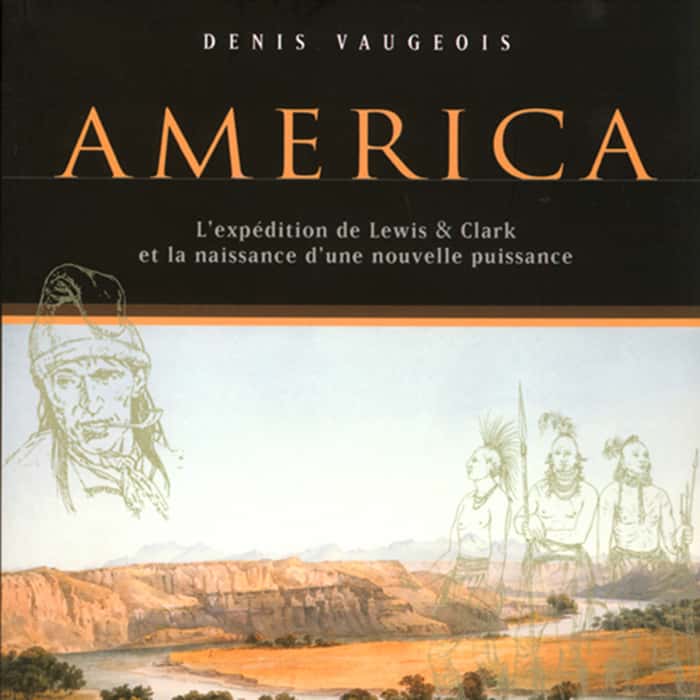 DENIS VAUGEOIS
AMERICA
L'expédition de Lewis & Clark
et la naissance d'une nouvelle puissance